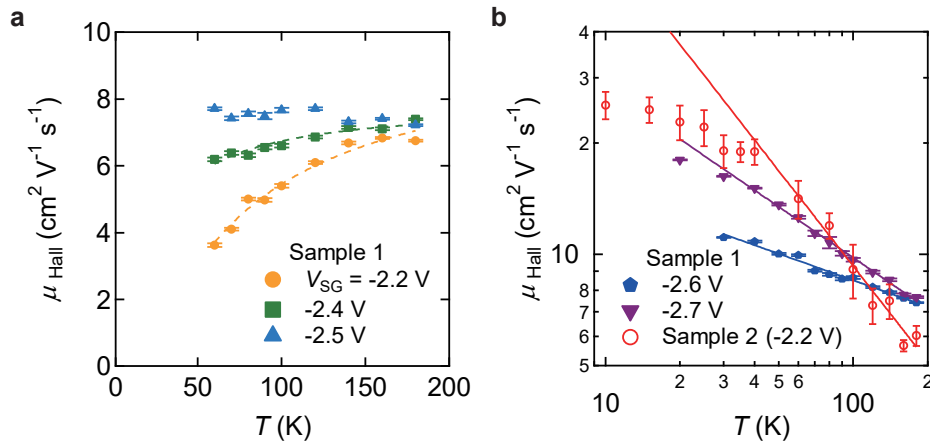 a
10
8
6
4
2
0
μ Hall (cm² V⁻¹ s⁻¹)
Sample 1
V_SG = -2.2 V
-2.4 V
-2.5 V
0 50 100 150 200
T (K)
b
4
3
2
10
9
8
7
6
5
μ Hall (cm² V⁻¹ s⁻¹)
Sample 1
-2.6 V
-2.7 V
Sample 2 (-2.2 V)
10 2 3 4 5 6 100 2
T (K)